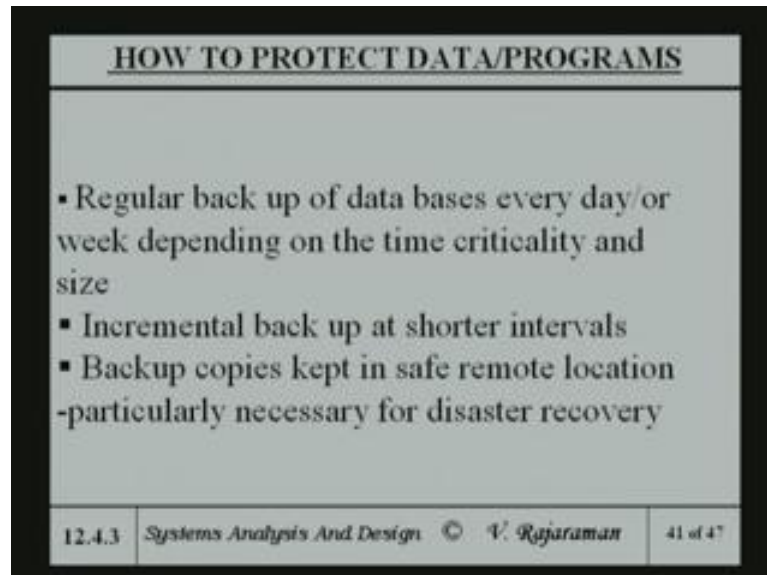 HOW TO PROTECT DATA/PROGRAMS
▪ Regular back up of data bases every day/or
week depending on the time criticality and
size
▪ Incremental back up at shorter intervals
▪ Backup copies kept in safe remote location
-particularly necessary for disaster recovery
12.4.3 Systems Analysis And Design © V. Rajaraman 41 of 47